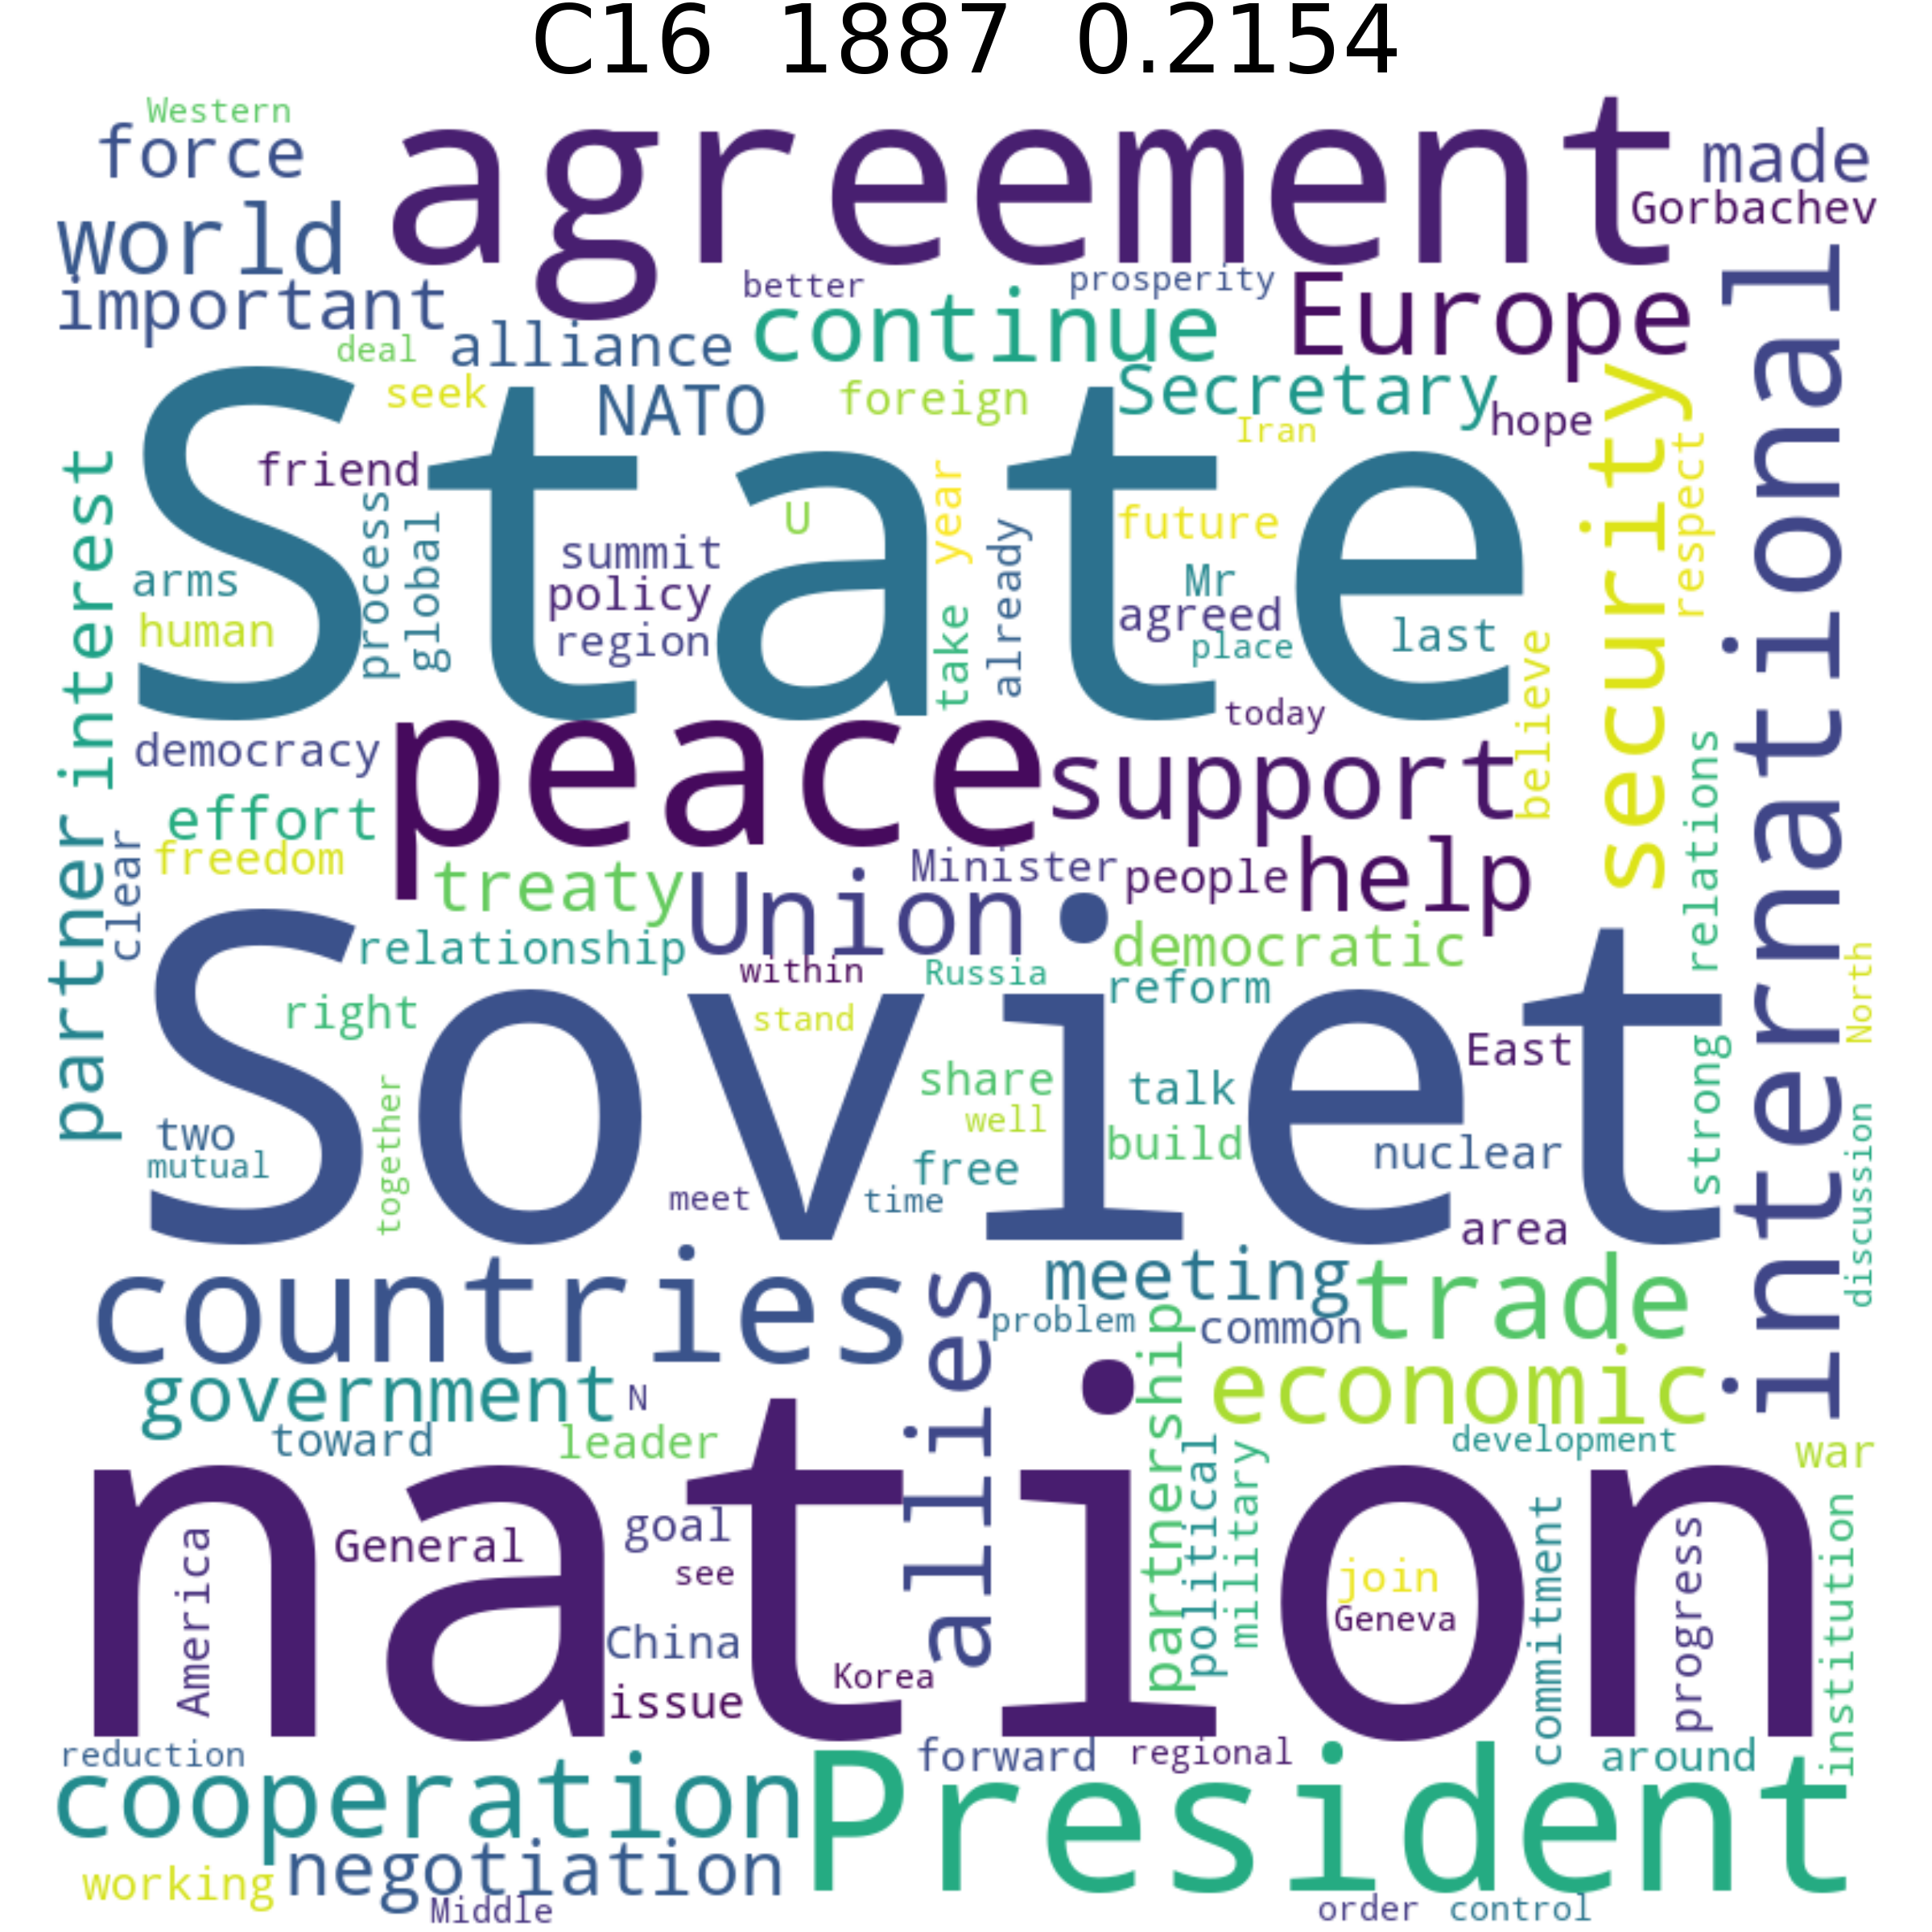 C16 1887 0.2154
Western
force
agreement
made
Gorbachev
world
important
better
prosperity
Europe
continue
deal
alliance
international
seek
NATO
foreign
Secretary
hope
Iran
security
respect
State
friend
interest
process
global
summit
policy
region
U
year
take
already
future
Mr
agreed
place
last
arms
human
believe
today
democracy
peace
support
effort
freedom
clear
partner
treaty
Union
Minister
people
help
relations
relationship
democratic
within
Russia
reform
North
Soviet
right
stand
East
share
talk
well
build
strong
two
mutual
together
free
nuclear
meet
time
area
discussion
countries
allies
meeting
trade
problem
common
government
N
partnership
economic
toward
leader
political
military
development
war
nation
America
General
goal
see
join
Geneva
commitment
progress
institution
China
Korea
issue
reduction
forward
regional
around
cooperation
President
working
negotiation
Middle
order
control